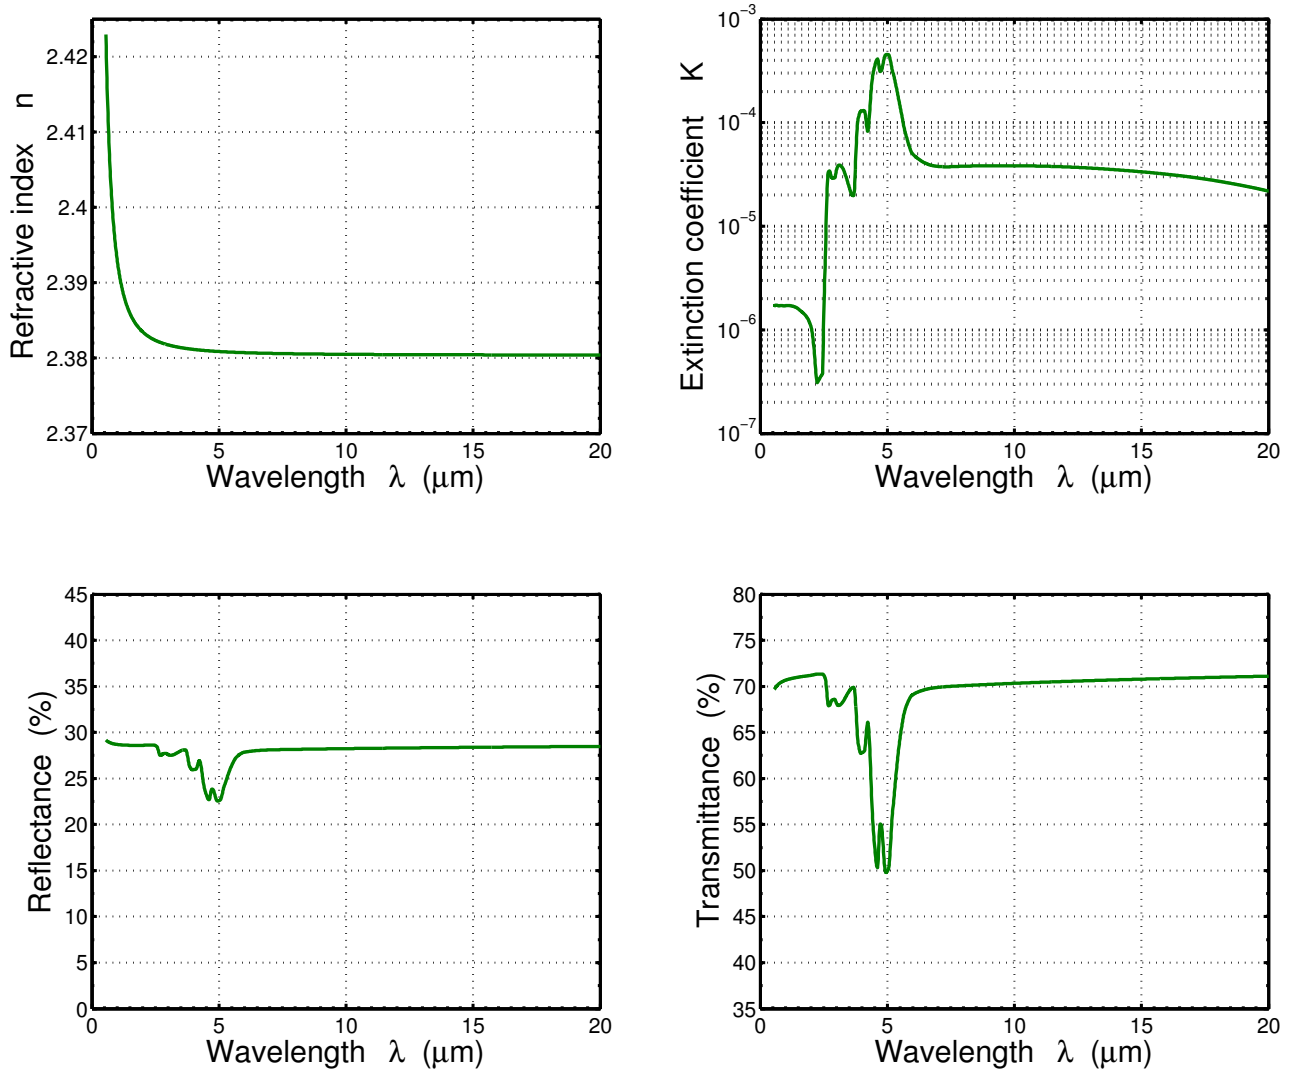 2.42
2.41
2.4
2.39
2.38
2.37
Refractive index n
0 5 10 15 20
Wavelength λ (μm)
10−3
10−4
10−5
10−6
10−7
Extinction coefficient K
0 5 10 15 20
Wavelength λ (μm)
45
40
35
30
25
20
15
10
5
0
Reflectance (%)
0 5 10 15 20
Wavelength λ (μm)
80
75
70
65
60
55
50
45
40
35
Transmittance (%)
0 5 10 15 20
Wavelength λ (μm)